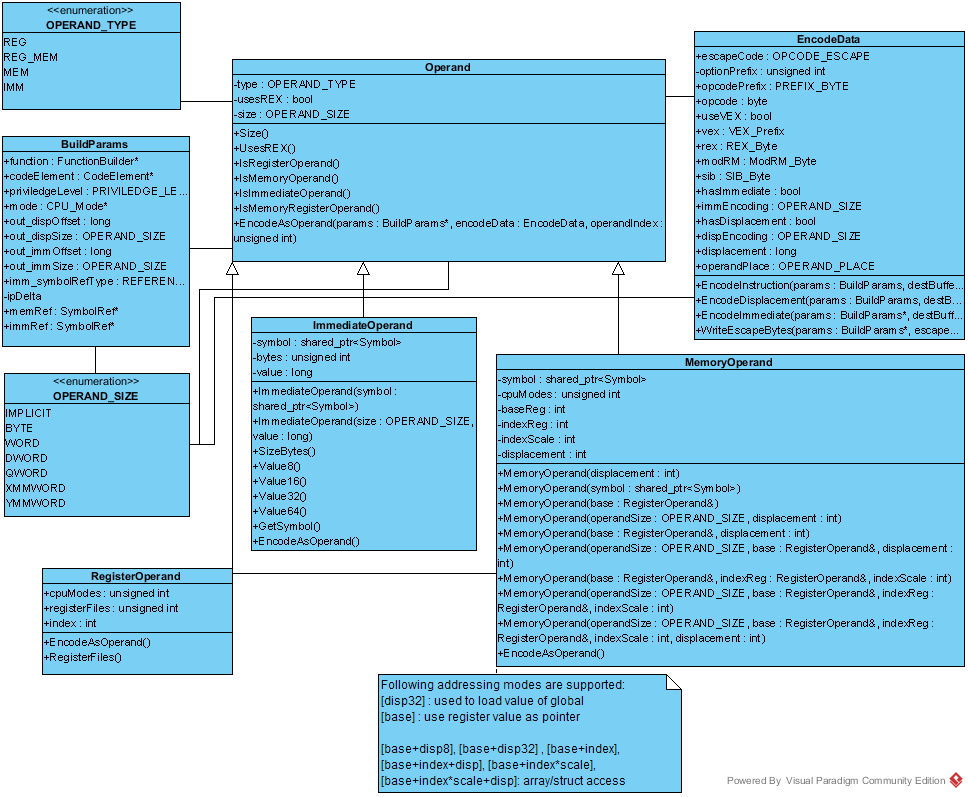 <<enumeration>>
OPERAND_TYPE
REG
REG_MEM
MEM
IMM
Operand
-type : OPERAND_TYPE
-usesREX : bool
-size : OPERAND_SIZE
+Size()
+UsesREX()
+IsRegisterOperand()
+IsMemoryOperand()
+IsImmediateOperand()
+IsMemoryRegisterOperand()
+EncodeAsOperand(params : BuildParams*, encodeData : EncodeData, operandIndex :
unsigned int)
EncodeData
+escapeCode : OPCODE_ESCAPE
-optionPrefix : unsigned int
+opcodePrefix : PREFIX_BYTE
+opcode : byte
+useVEX : bool
+vex : VEX_Prefix
+rex : REX_Byte
+modRM : ModRM_Byte
+sib : SIB_Byte
+hasImmediate : bool
+immEncoding : OPERAND_SIZE
+hasDisplacement : bool
+dispEncoding : OPERAND_SIZE
+displacement : long
+operandPlace : OPERAND_PLACE
+EncodeInstruction(params : BuildParams, destBuffe...
+EncodeDisplacement(params : BuildParams, destB...
+EncodeImmediate(params : BuildParams*, destBuff...
+WriteEscapeBytes(params : BuildParams*, escape...
BuildParams
+function : FunctionBuilder*
+codeElement : CodeElement*
+priviledgeLevel : PRIVILEDGE_LE...
+mode : CPU_Mode*
+out_dispOffset : long
+out_dispSize : OPERAND_SIZE
+out_immOffset : long
+out_immSize : OPERAND_SIZE
+imm_symbolRefType : REFEREN...
-ipDelta
+memRef : SymbolRef*
+immRef : SymbolRef*
<<enumeration>>
OPERAND_SIZE
IMPLICIT
BYTE
WORD
DWORD
QWORD
XMMWORD
YMMWORD
ImmediateOperand
-symbol : shared_ptr<Symbol>
-bytes : unsigned int
-value : long
+ImmediateOperand(symbol :
shared_ptr<Symbol>)
+ImmediateOperand(size : OPERAND_SIZE,
value : long)
+SizeBytes()
+Value8()
+Value16()
+Value32()
+Value64()
+GetSymbol()
+EncodeAsOperand()
MemoryOperand
-symbol : shared_ptr<Symbol>
-cpuModes : unsigned int
-baseReg : int
-indexReg : int
-indexScale : int
-displacement : int
+MemoryOperand(displacement : int)
+MemoryOperand(symbol : shared_ptr<Symbol>)
+MemoryOperand(base : RegisterOperand&)
+MemoryOperand(operandSize : OPERAND_SIZE, displacement : int)
+MemoryOperand(base : RegisterOperand&, displacement : int)
+MemoryOperand(operandSize : OPERAND_SIZE, base : RegisterOperand&, displacement :
int)
+MemoryOperand(base : RegisterOperand&, indexReg : RegisterOperand&, indexScale : int)
+MemoryOperand(operandSize : OPERAND_SIZE, base : RegisterOperand&, indexReg :
RegisterOperand&, indexScale : int)
+MemoryOperand(operandSize : OPERAND_SIZE, base : RegisterOperand&, indexReg :
RegisterOperand&, indexScale : int, displacement : int)
+EncodeAsOperand()
RegisterOperand
+cpuModes : unsigned int
+registerFiles : unsigned int
+index : int
+EncodeAsOperand()
+RegisterFiles()
Following addressing modes are supported:
[disp32] : used to load value of global
[base] : use register value as pointer
[base+disp8], [base+disp32] , [base+index],
[base+index+disp], [base+index*scale],
[base+index*scale+disp]: array/struct access
Powered By Visual Paradigm Community Edition